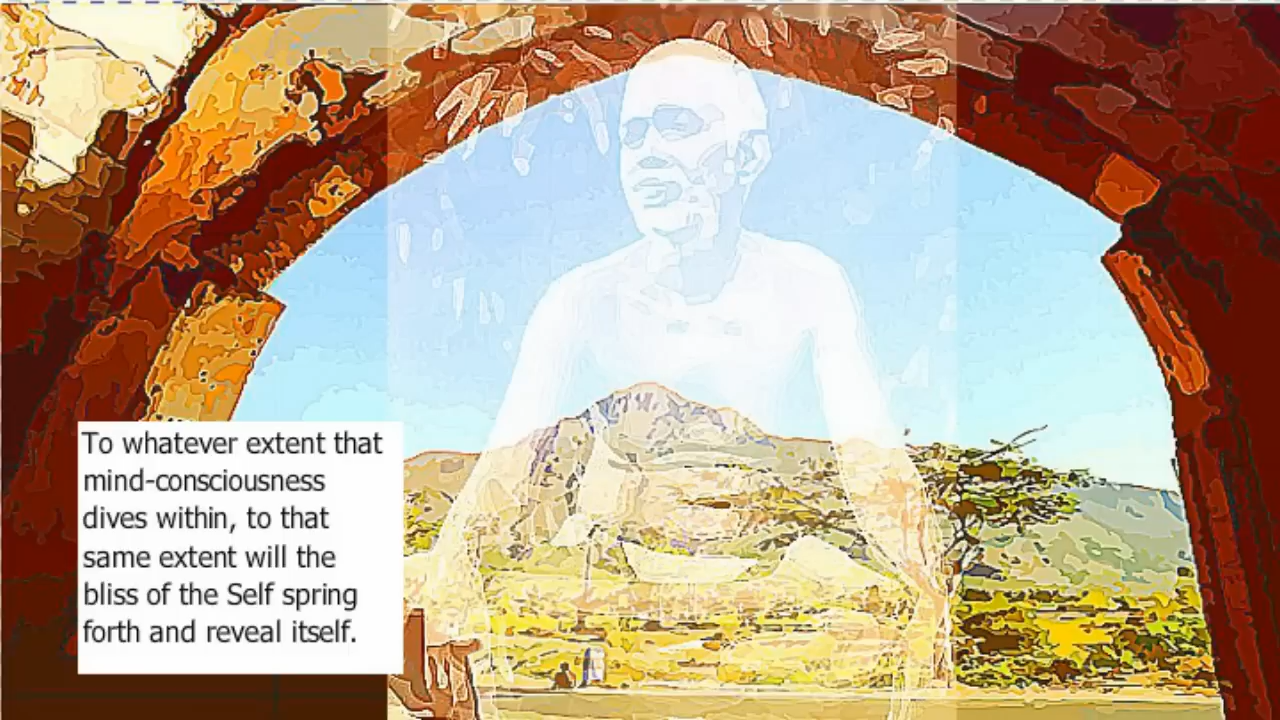 To whatever extent that
mind-consciousness
dives within, to that
same extent will the
bliss of the Self spring
forth and reveal itself.